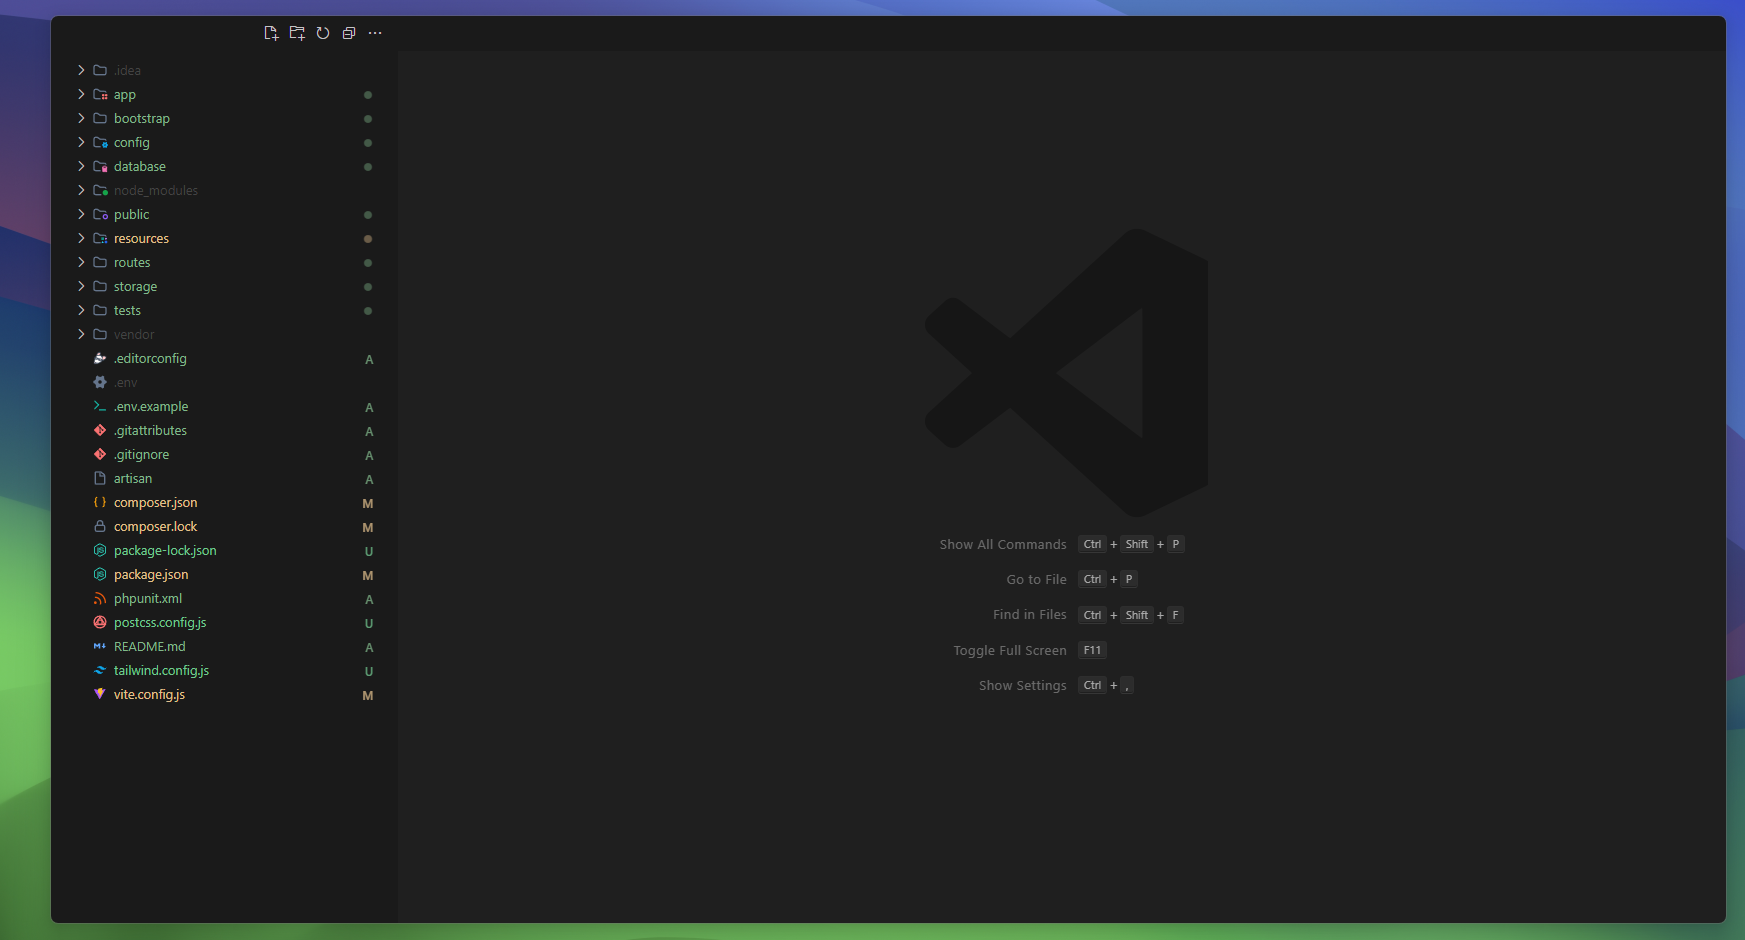 .idea
app
bootstrap
config
database
node_modules
public
resources
routes
storage
tests
vendor
.editorconfig A
.env
.env.example A
.gitattributes A
.gitignore A
artisan A
composer.json M
composer.lock M
package-lock.json U
package.json M
phpunit.xml A
postcss.config.js U
README.md A
tailwind.config.js U
vite.config.js M
Show All Commands Ctrl + Shift + P
Go to File Ctrl + P
Find in Files Ctrl + Shift + F
Toggle Full Screen F11
Show Settings Ctrl + ,